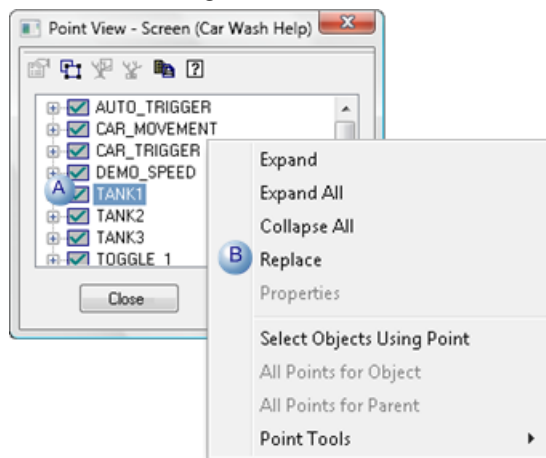 Point View - Screen (Car Wash Help)
AUTO_TRIGGER
CAR_MOVEMENT
CAR_TRIGGER
DEMO_SPEED
A TANK1
TANK2
TANK3
TOGGLE_1
Close
Expand
Expand All
Collapse All
B Replace
Properties
Select Objects Using Point
All Points for Object
All Points for Parent
Point Tools